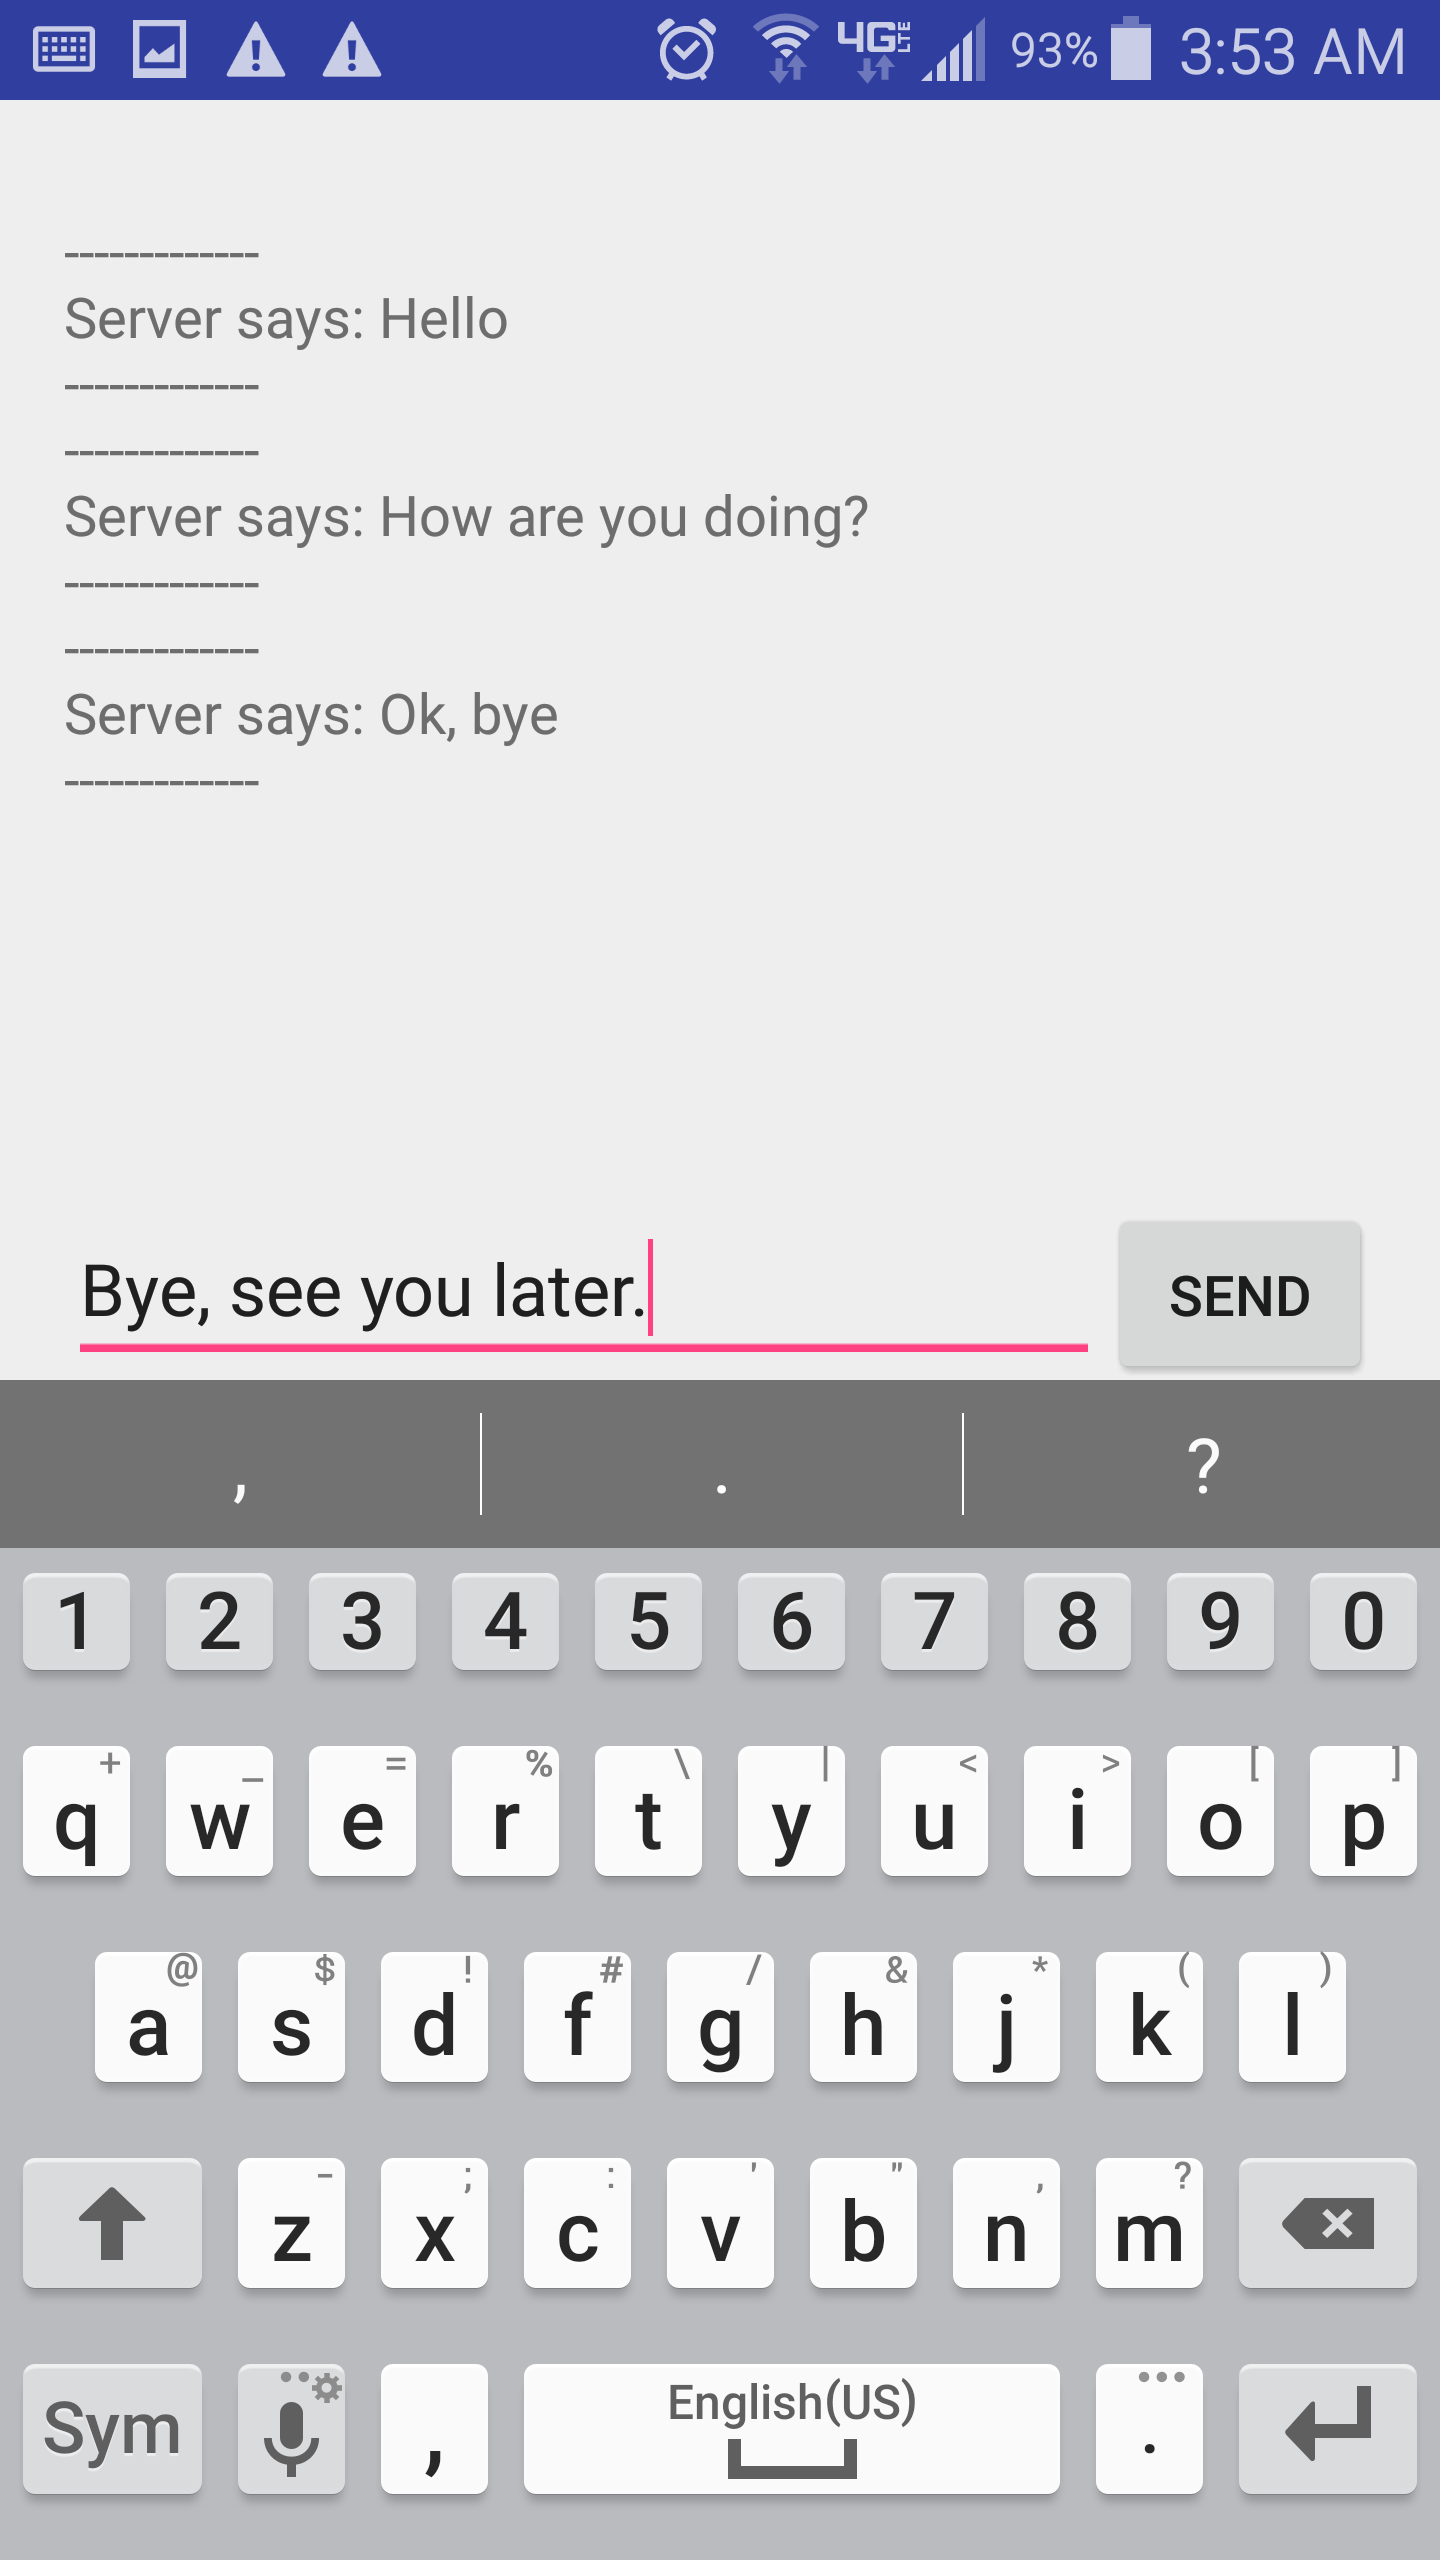 4G LTE 93% 3:53 AM
-------------
Server says: Hello
-------------
-------------
Server says: How are you doing?
-------------
-------------
Server says: Ok, bye
-------------
Bye, see you later.
SEND
, . ?
1 2 3 4 5 6 7 8 9 0
+ _ = % \ | < > [ ]
q w e r t y u i o p
@ $ ! # / & * ( )
a s d f g h j k l
- ; : ' " , ?
z x c v b n m
English(US)
Sym , .